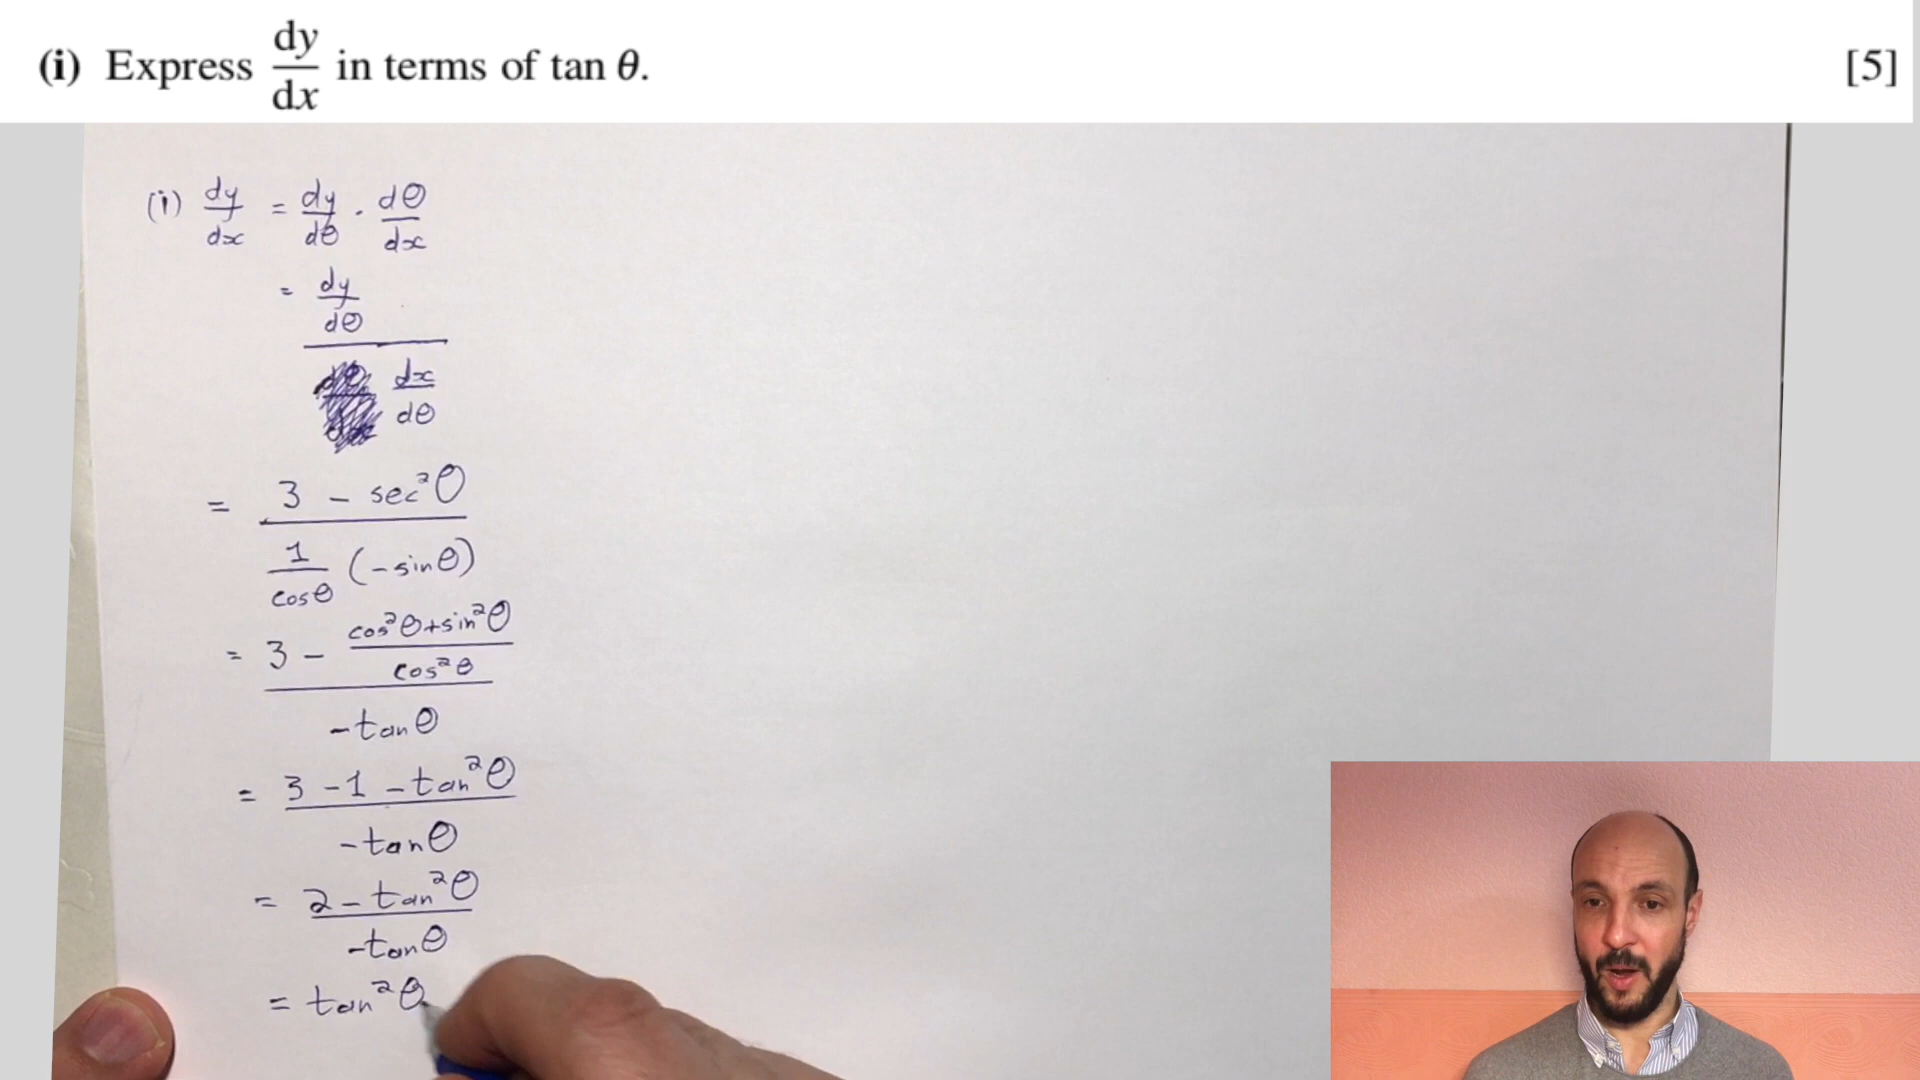 (i) Express dy/dx in terms of tan θ. [5]
(i) dy/dx = dy/dθ . dθ/dx
= dy/dθ
dx/dθ
= 3 - sec²θ
1/cosθ (-sinθ)
= 3 - cos²θ+sin²θ/cos²θ
-tanθ
= 3 - 1 - tan²θ
-tanθ
= 2 - tan²θ
-tanθ
= tan²θ